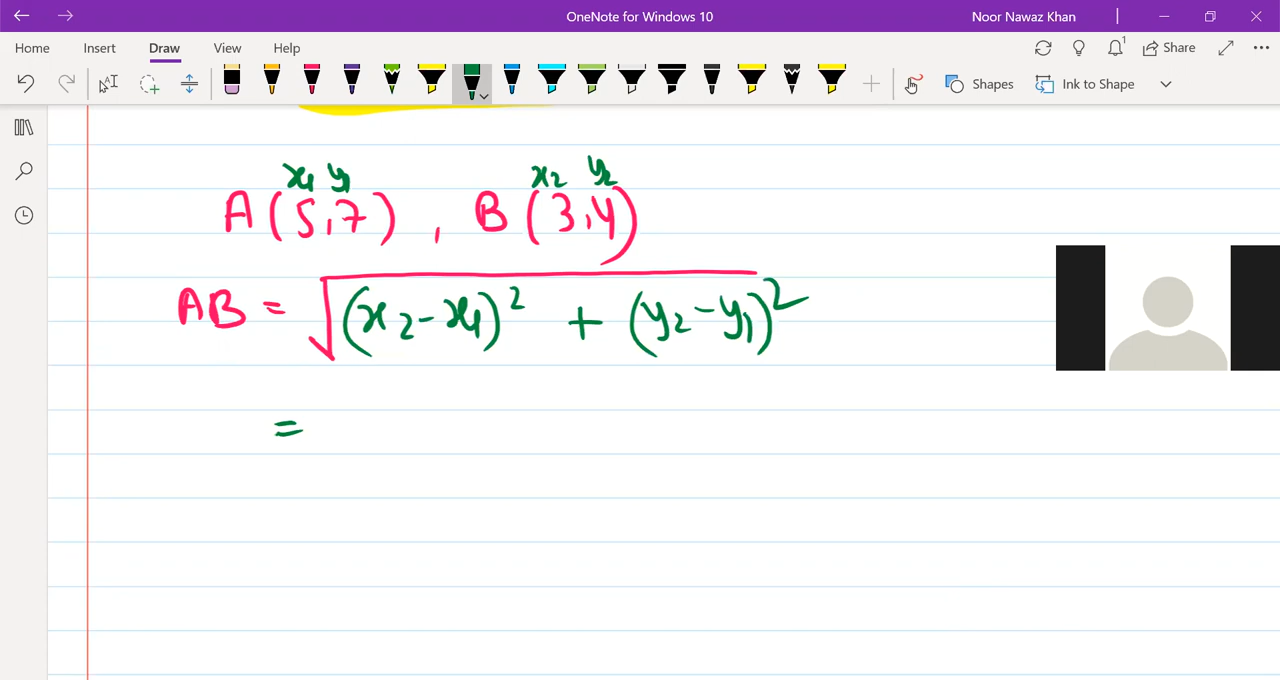 OneNote for Windows 10
Noor Nawaz Khan
Home Insert Draw View Help
1
Share
Shapes
Ink to Shape
x1 y1 x2 y2
A (5,7) , B (3,4)
AB = √(x2-x1)² + (y2-y1)²
=